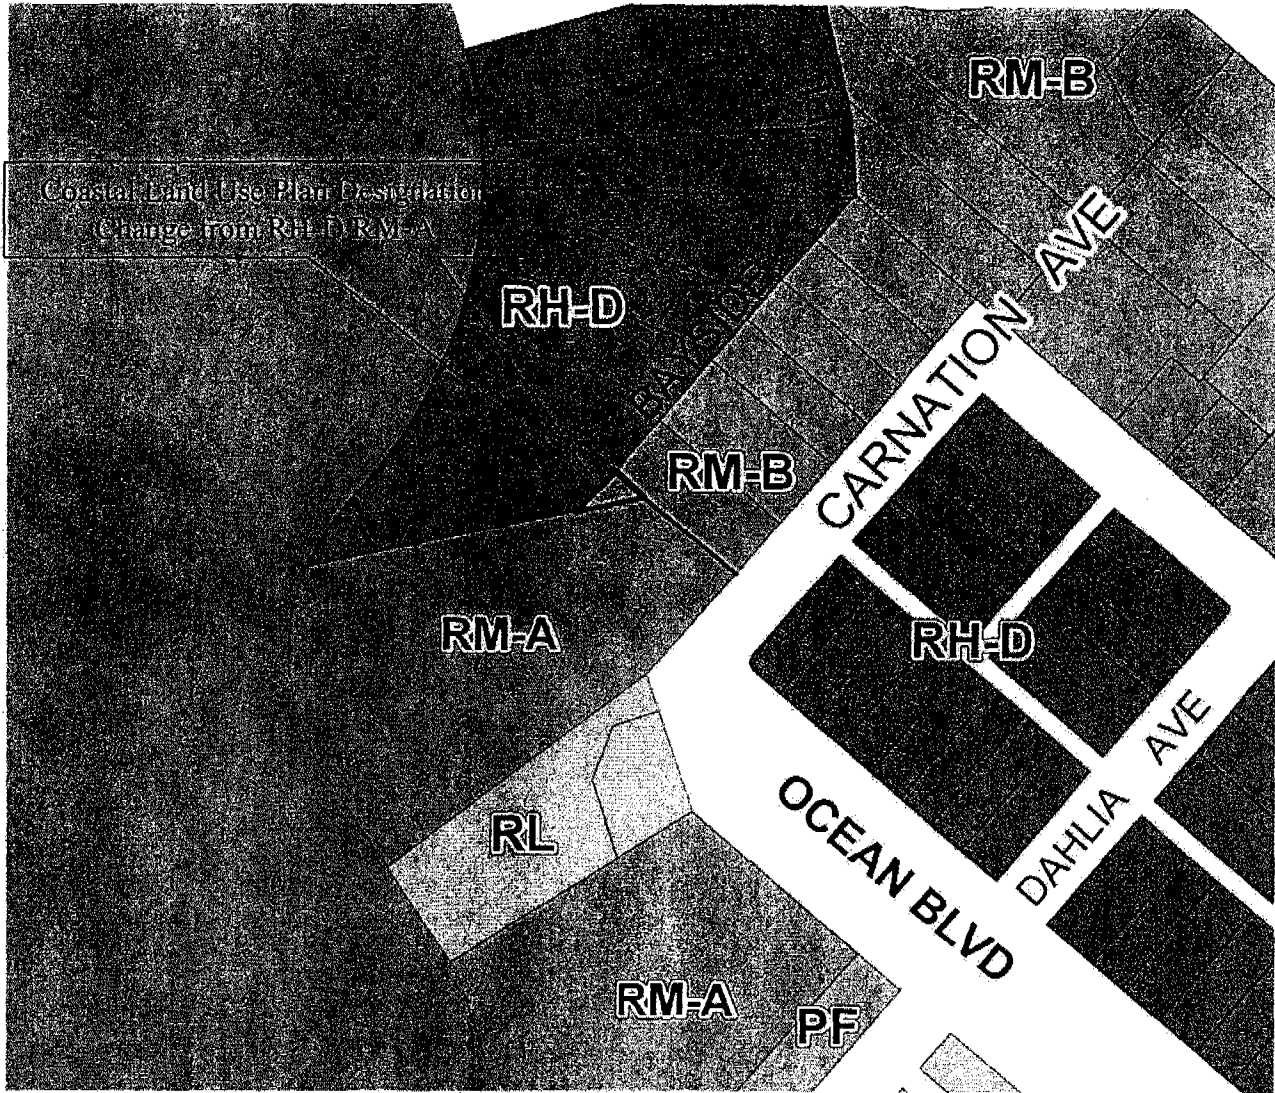 RM-B
Coastal Land Use Plan Designation
Change from RH-D RM-A
AVE
RH-D
CARNATION
RM-B
RM-A
RH-D
AVE
DAHLIA
OCEAN BLVD
RL
RM-A
PF